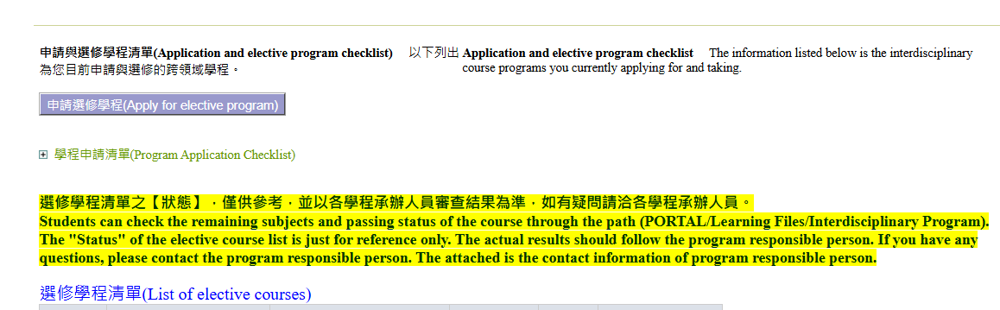 申請與選修學程清單(Application and elective program checklist) 以下列出
為您目前申請與選修的跨領域學程。
Application and elective program checklist The information listed below is the interdisciplinary
course programs you currently applying for and taking.
申請選修學程(Apply for elective program)
學程申請清單(Program Application Checklist)
選修學程清單之【狀態】，僅供參考，並以各學程承辦人員審查結果為準，如有疑問請洽各學程承辦人員。
Students can check the remaining subjects and passing status of the course through the path (PORTAL/Learning Files/Interdisciplinary Program).
The "Status" of the elective course list is just for reference only. The actual results should follow the program responsible person. If you have any
questions, please contact the program responsible person. The attached is the contact information of program responsible person.
選修學程清單(List of elective courses)